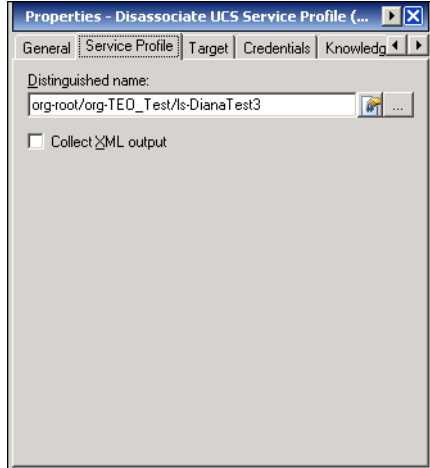 Properties - Disassociate UCS Service Profile (...
General Service Profile Target Credentials Knowledg
Distinguished name:
org-root/org-TEO_Test/ls-DianaTest3
...
Collect XML output